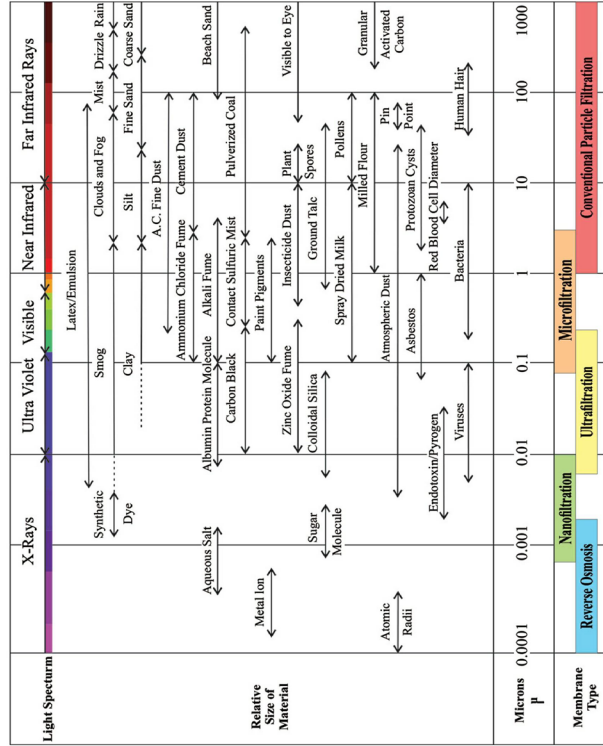 Light Specturm
X-Rays
Ultra Violet
Visible
Near Infrared
Far Infrared Rays
Relative
Size of
Material
Latex/Emulsion
Synthetic
Dye
Smog
Clouds and Fog
Mist
Drizzle
Rain
Clay
Silt
Fine Sand
Coarse Sand
A.C. Fine Dust
Ammonium Chloride Fume
Cement Dust
Aqueous Salt
Albumin Protein Molecule
Alkali Fume
Beach Sand
Carbon Black
Contact Sulfuric Mist
Pulverized Coal
Metal Ion
Paint Pigments
Zinc Oxide Fume
Insecticide Dust
Plant
Spores
Visible to Eye
Sugar
Molecule
Colloidal Silica
Ground Talc
Pollens
Spray Dried Milk
Milled Flour
Granular
Activated
Carbon
Atomic
Radii
Atmospheric Dust
Pin
Point
Asbestos
Protozoan Cysts
Endotoxin/Pyrogen
Red Blood Cell Diameter
Viruses
Bacteria
Human Hair
Microns
μ
0.0001
0.001
0.01
0.1
1
10
100
1000
Membrane
Type
Reverse Osmosis
Nanofiltration
Ultrafiltration
Microfiltration
Conventional Particle Filtration